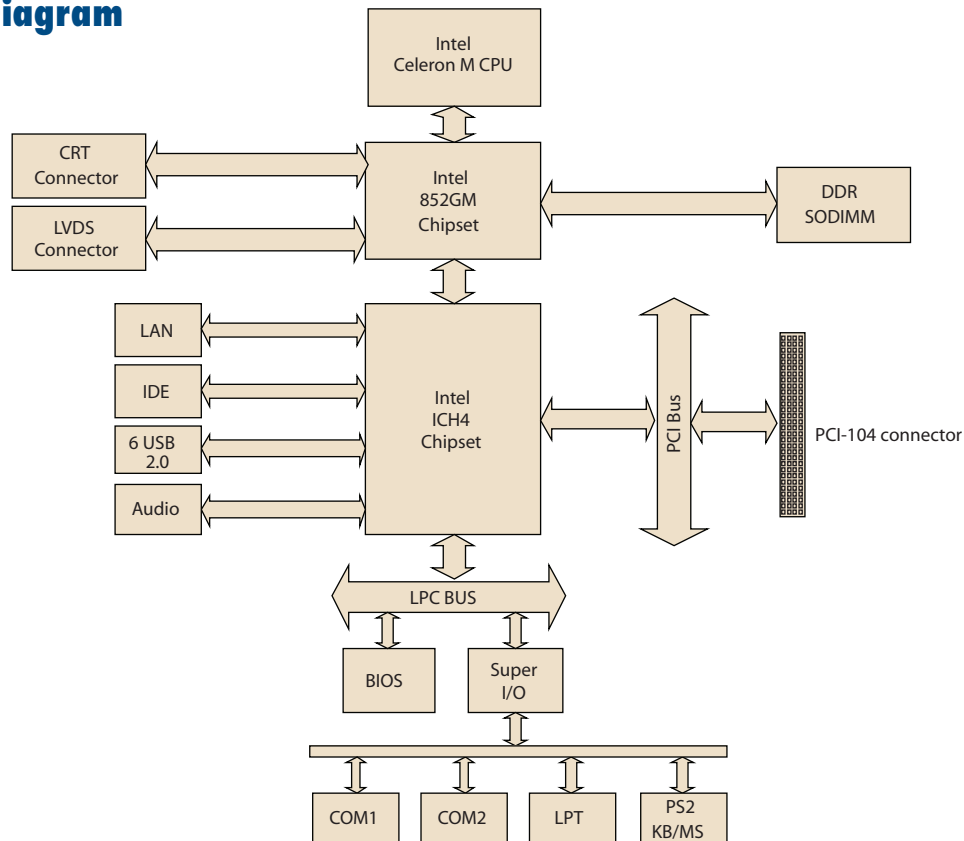 iagram
Intel
Celeron M CPU
CRT
Connector
Intel
852GM
Chipset
DDR
SODIMM
LVDS
Connector
LAN
IDE
6 USB
2.0
Audio
Intel
ICH4
Chipset
PCI Bus
PCI-104 connector
LPC BUS
BIOS
Super
I/O
COM1
COM2
LPT
PS2
KB/MS